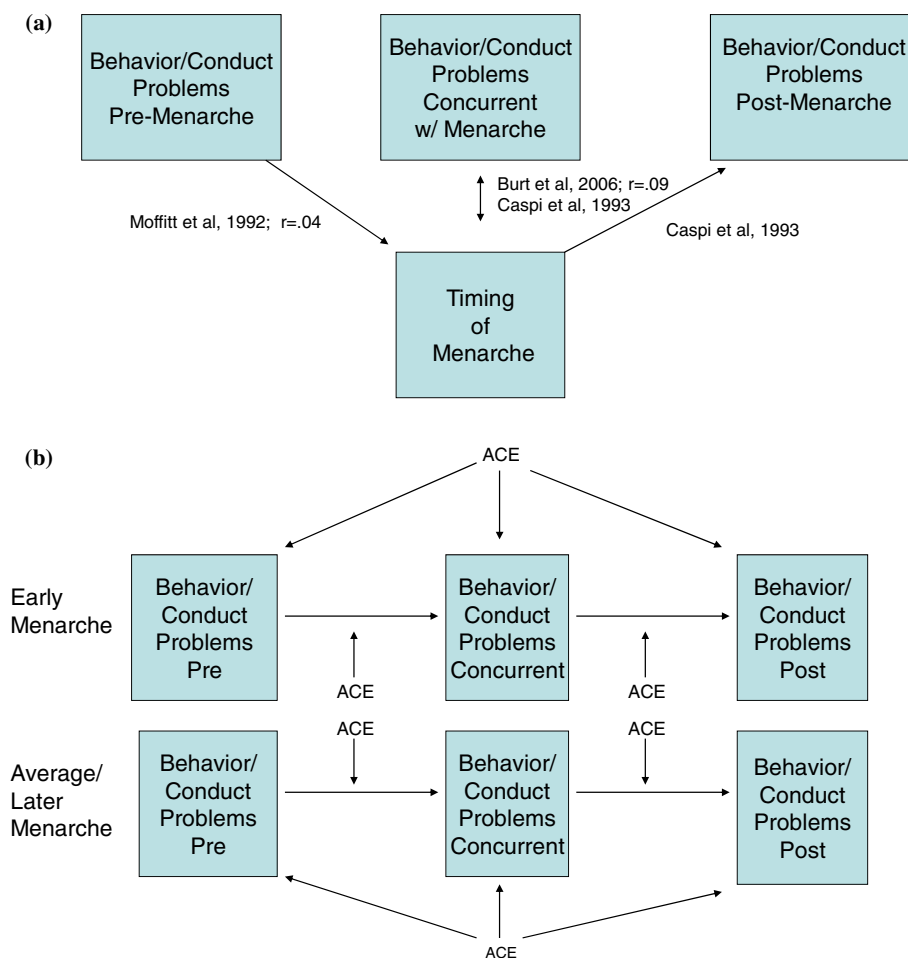 (a)
Behavior/Conduct
Problems
Pre-Menarche
Behavior/Conduct
Problems
Concurrent
w/ Menarche
Behavior/Conduct
Problems
Post-Menarche
Moffitt et al, 1992;  r=.04
Burt et al, 2006; r=.09
Caspi et al, 1993
Caspi et al, 1993
Timing
of
Menarche
(b)
ACE
Early
Menarche
Behavior/
Conduct
Problems
Pre
Behavior/
Conduct
Problems
Concurrent
Behavior/
Conduct
Problems
Post
ACE
ACE
ACE
ACE
Average/
Later
Menarche
Behavior/
Conduct
Problems
Pre
Behavior/
Conduct
Problems
Concurrent
Behavior/
Conduct
Problems
Post
ACE